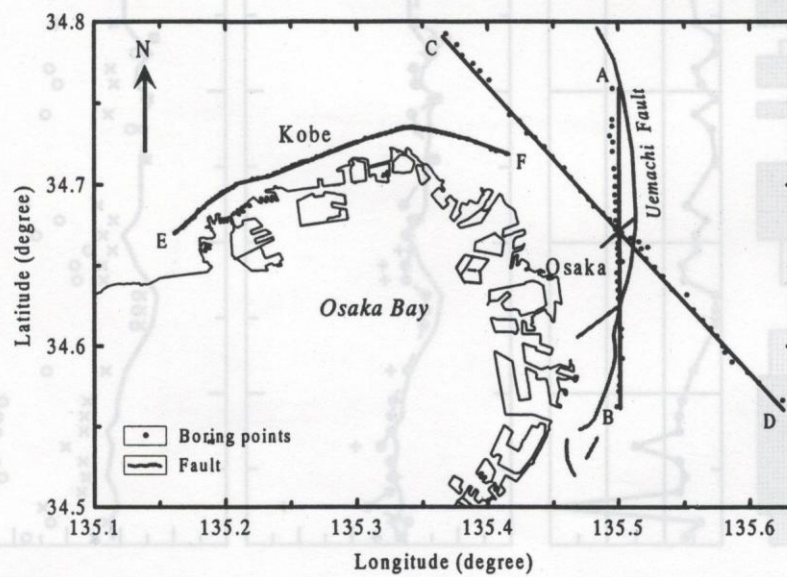 34.8
34.7
34.6
34.5
Latitude (degree)
N
C
A
Kobe
Uemachi Fault
F
E
Osaka
Osaka Bay
B
D
Boring points
Fault
135.1
135.2
135.3
135.4
135.5
135.6
Longitude (degree)